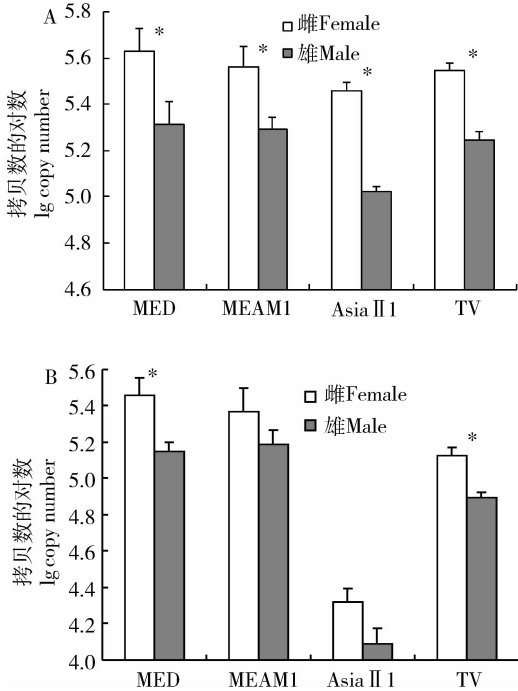 A
5.8
5.6
5.4
5.2
5.0
4.8
4.6
拷贝数的对数
lg copy number
雌Female
雄Male
*
*
*
*
MED
MEAM1
AsiaⅡ1
TV
B
5.6
5.4
5.2
5.0
4.8
4.6
4.4
4.2
4.0
拷贝数的对数
lg copy number
雌Female
雄Male
*
*
MED
MEAM1
AsiaⅡ1
TV